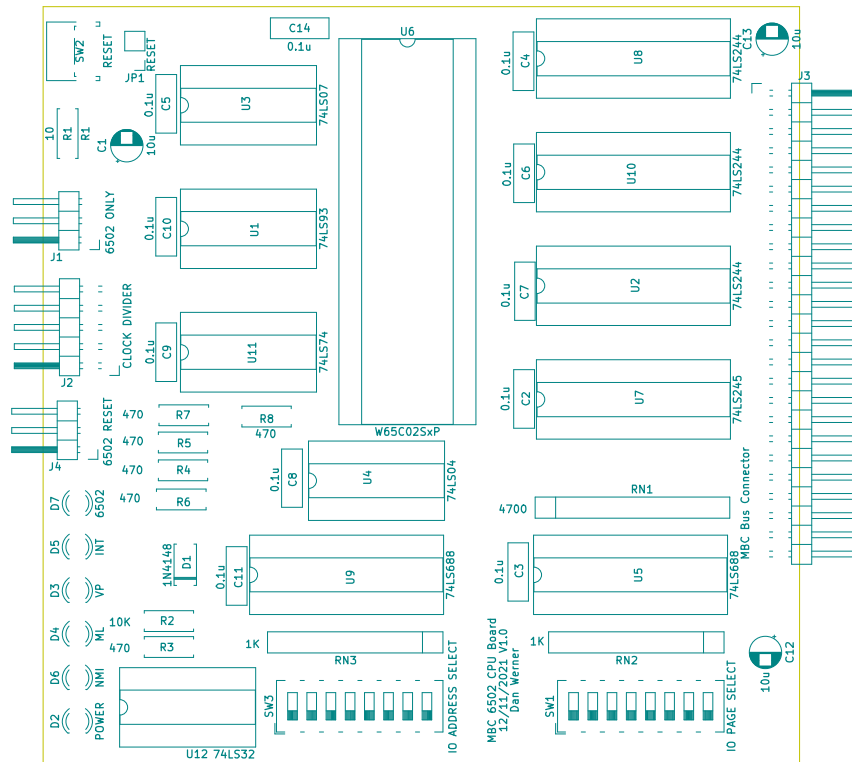 SW2
RESET
RESET
JP1
C14
0.1u
U6
W65C02SxP
C4
0.1u
U8
74LS244
C13
10u
J3
10
R1
R1
C1
10u
0.1u
C5
U3
74LS07
0.1u
C6
U10
74LS244
J1
6502 ONLY
0.1u
C10
U1
74LS93
0.1u
C7
U2
74LS244
J2
CLOCK DIVIDER
0.1u
C9
U11
74LS74
0.1u
C2
U7
74LS245
J4
6502 RESET
470
R7
R8
470
470
R5
470
R4
470
R6
0.1u
C8
U4
74LS04
4700
RN1
MBC Bus Connector
D7
6502
D5
INT
D3
VP
D4
ML
D6
NMI
D2
POWER
1N4148
D1
0.1u
C11
U9
74LS688
0.1u
C3
U5
74LS688
10K
R2
470
R3
1K
RN3
1K
RN2
C12
10u
U12 74LS32
SW3
IO ADDRESS SELECT
MBC 6502 CPU Board
12/11/2021 V1.0
Dan Werner
SW1
IO PAGE SELECT